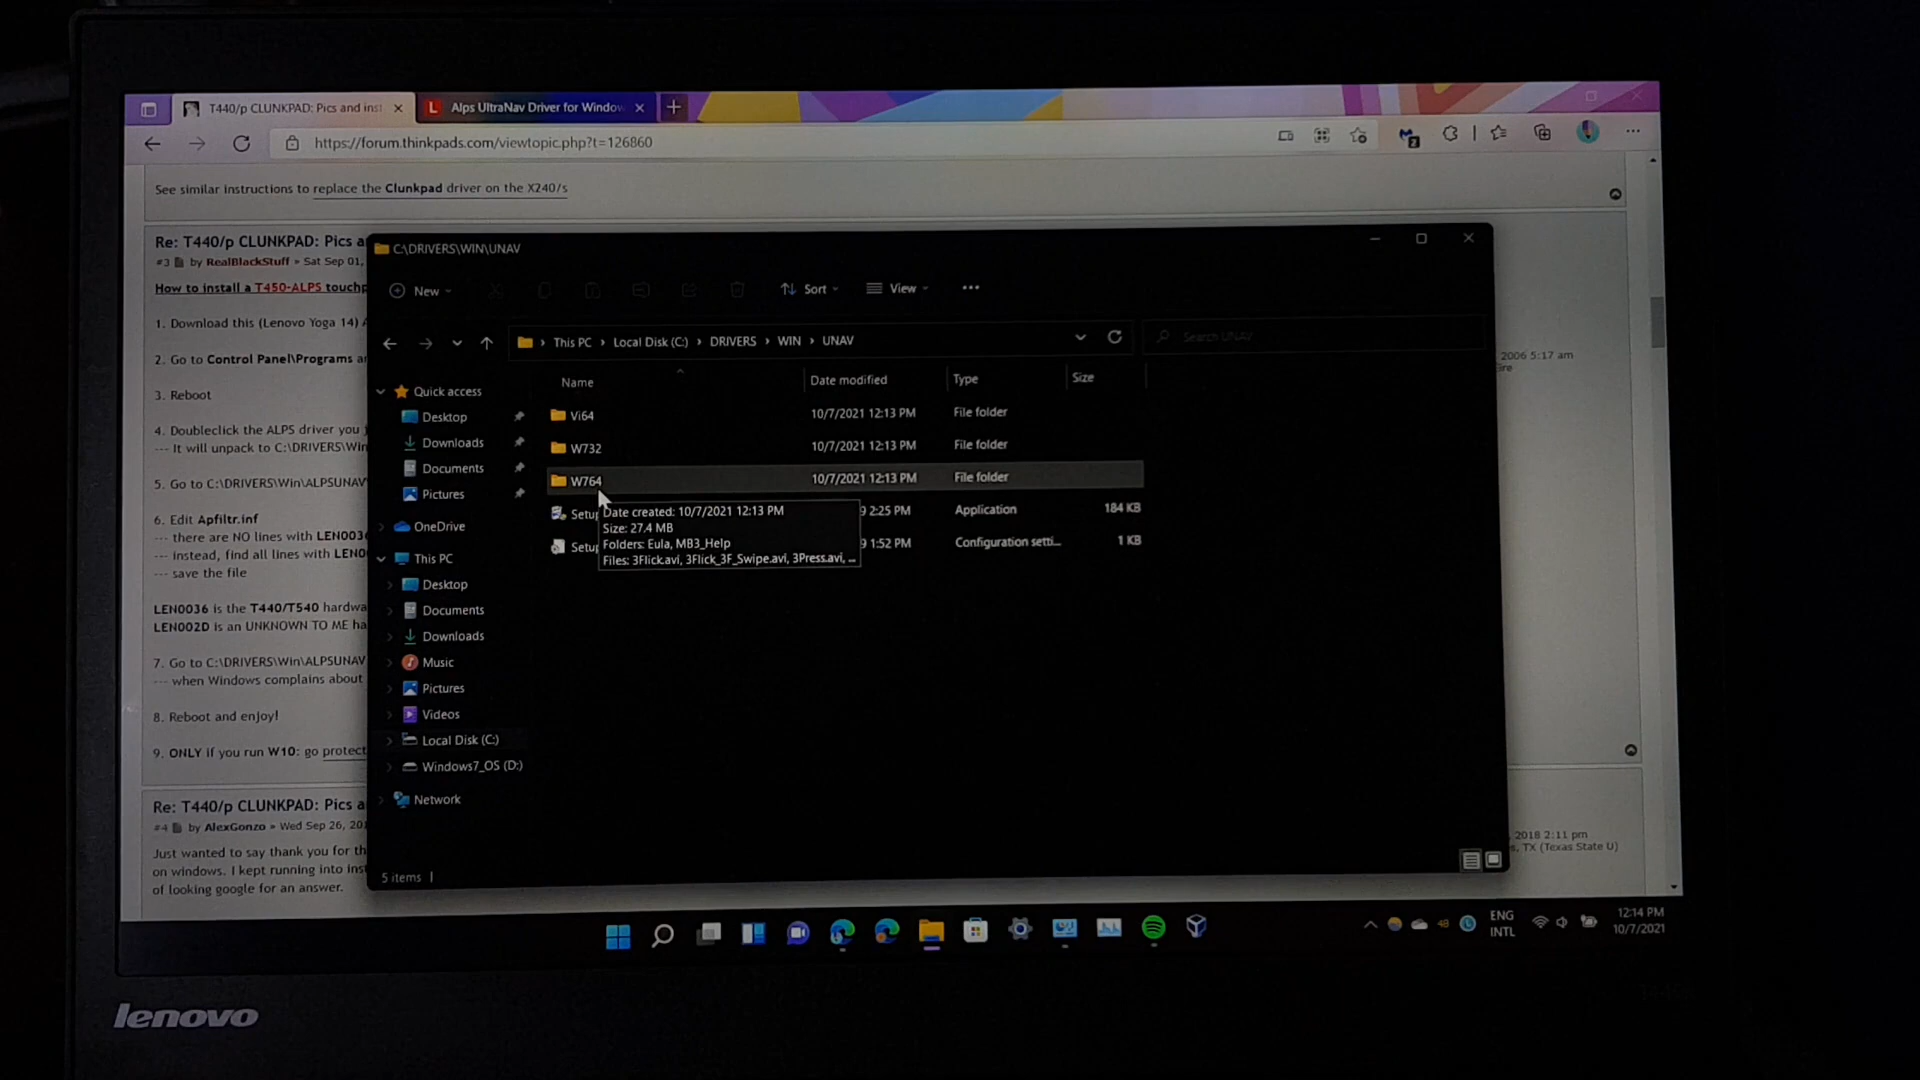 T440/p CLUNKPAD: Pics and inst
Alps UltraNav Driver for Window
https://forum.thinkpads.com/viewtopic.php?t=126860
2
See similar instructions to replace the Clunkpad driver on the X240/s
Re: T440/p CLUNKPAD: Pics a
#3 by RealBlackStuff » Sat Sep 01,
How to install a T450-ALPS touchp
1. Download this (Lenovo Yoga 14) A
2. Go to Control Panel\Programs an
3. Reboot
4. Doubleclick the ALPS driver you
--- It will unpack to C:\DRIVERS\Win
5. Go to C:\DRIVERS\Win\ALPSUNAV
6. Edit Apfiltr.inf
--- there are NO lines with LEN003
--- instead, find all lines with LEN0
--- save the file
LEN0036 is the T440/T540 hardwa
LEN002D is an UNKNOWN TO ME ha
7. Go to C:\DRIVERS\Win\ALPSUNAV
--- when Windows complains about
8. Reboot and enjoy!
9. ONLY if you run W10: go protect
Re: T440/p CLUNKPAD: Pics a
#4 by AlexGonzo » Wed Sep 26, 20
Just wanted to say thank you for th
on windows. I kept running into inst
of looking google for an answer.
2006 5:17 am
2018 2:11 pm
, TX (Texas State U)
C:\DRIVERS\WIN\UNAV
New
Sort
View
This PC › Local Disk (C:) › DRIVERS › WIN › UNAV
Search UNAV
Quick access
Desktop
Downloads
Documents
Pictures
OneDrive
This PC
Desktop
Documents
Downloads
Music
Pictures
Videos
Local Disk (C:)
Windows7_OS (D:)
Network
Name Date modified Type Size
Vi64 10/7/2021 12:13 PM File folder
W732 10/7/2021 12:13 PM File folder
W764 10/7/2021 12:13 PM File folder
Setup 9 2:25 PM Application 184 KB
Setup 9 1:52 PM Configuration setti... 1 KB
Date created: 10/7/2021 12:13 PM
Size: 27.4 MB
Folders: Eula, MB3_Help
Files: 3Flick.avi, 3Flick_3F_Swipe.avi, 3Press.avi, ...
5 items
48
ENG
INTL
12:14 PM
10/7/2021
lenovo